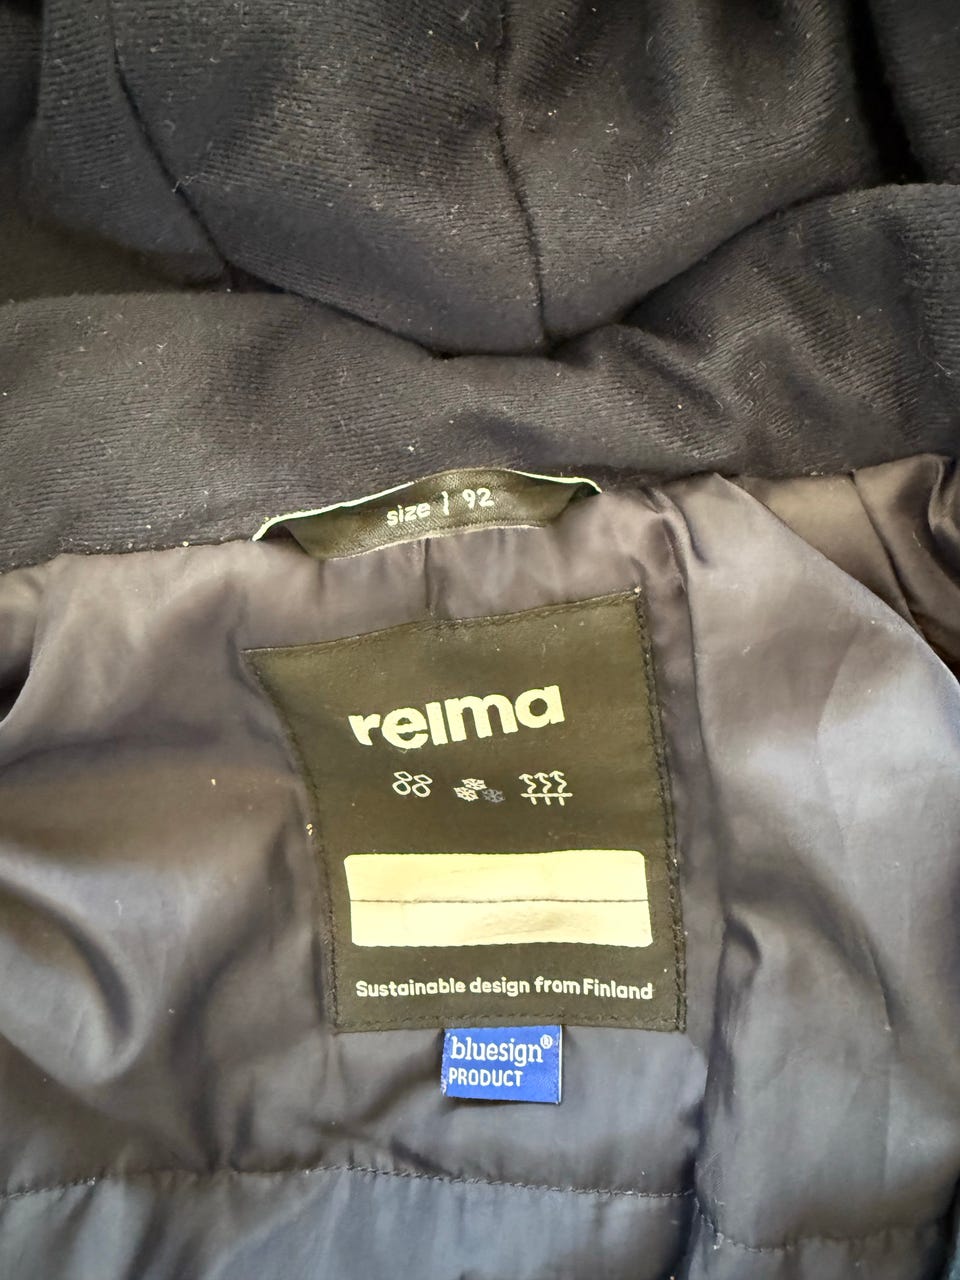 size | 92
reima
Sustainable design from Finland
bluesign®
PRODUCT